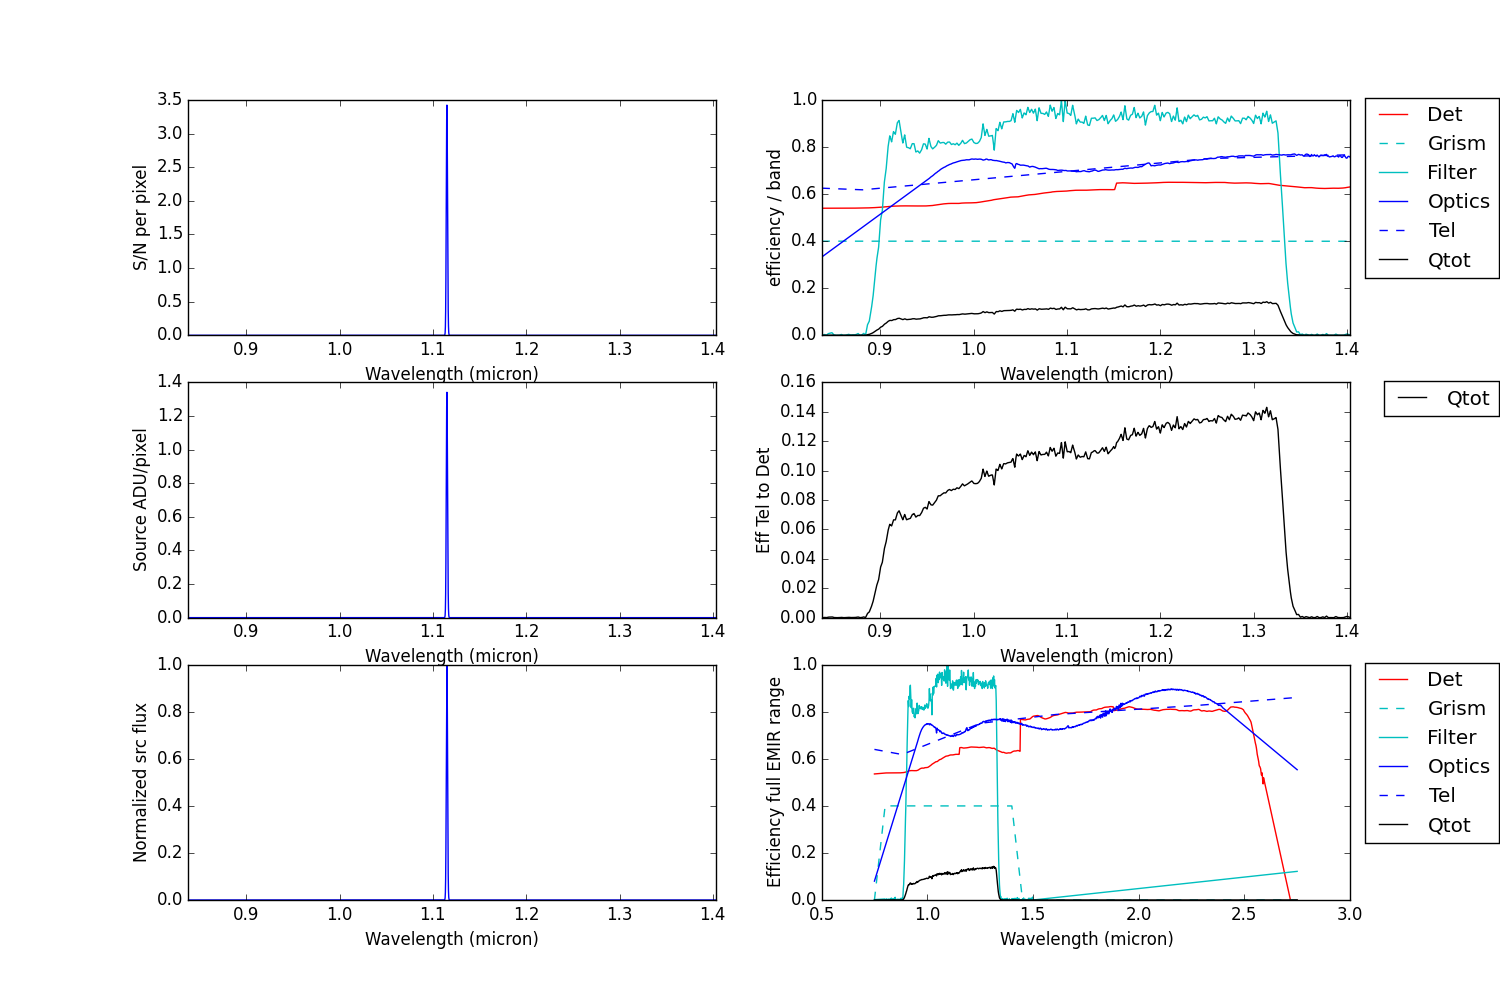 S/N per pixel
3.5
3.0
2.5
2.0
1.5
1.0
0.5
0.0
0.9 1.0 1.1 1.2 1.3 1.4
Wavelength (micron)
efficiency / band
1.0
0.8
0.6
0.4
0.2
0.0
0.9 1.0 1.1 1.2 1.3 1.4
Wavelength (micron)
Det
Grism
Filter
Optics
Tel
Qtot
Source ADU/pixel
1.4
1.2
1.0
0.8
0.6
0.4
0.2
0.0
0.9 1.0 1.1 1.2 1.3 1.4
Wavelength (micron)
Eff Tel to Det
0.16
0.14
0.12
0.10
0.08
0.06
0.04
0.02
0.00
0.9 1.0 1.1 1.2 1.3 1.4
Wavelength (micron)
Qtot
Normalized src flux
1.0
0.8
0.6
0.4
0.2
0.0
0.9 1.0 1.1 1.2 1.3 1.4
Wavelength (micron)
Efficiency full EMIR range
1.0
0.8
0.6
0.4
0.2
0.0
0.5 1.0 1.5 2.0 2.5 3.0
Wavelength (micron)
Det
Grism
Filter
Optics
Tel
Qtot